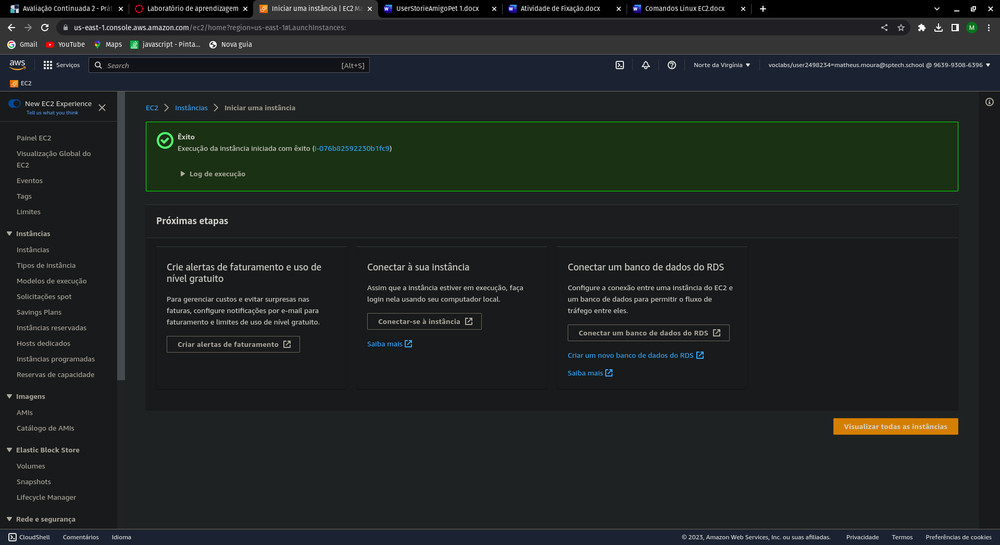 Avaliação Continuada 2 - Prát
Laboratório de aprendizagem
Iniciar uma instância | EC2 Ma
UserStorieAmigoPet 1.docx
Atividade de Fixação.docx
Comandos Linux EC2.docx
us-east-1.console.aws.amazon.com/ec2/home?region=us-east-1#LaunchInstances:
M
Gmail
YouTube
Maps
javascript - Pinta...
Nova guia
aws
Serviços
Search
[Alt+S]
Norte da Virgínia
voclabs/user2498234=matheus.moura@sptech.school @ 9639-9308-6396
EC2
New EC2 Experience
Tell us what you think
Painel EC2
Visualização Global do
EC2
Eventos
Tags
Limites
Instâncias
Instâncias
Tipos de instância
Modelos de execução
Solicitações spot
Savings Plans
Instâncias reservadas
Hosts dedicados
Instâncias programadas
Reservas de capacidade
Imagens
AMIs
Catálogo de AMIs
Elastic Block Store
Volumes
Snapshots
Lifecycle Manager
Rede e segurança
EC2
Instâncias
Iniciar uma instância
Êxito
Execução da instância iniciada com êxito (i-076b82592230b1fc9)
Log de execução
Próximas etapas
Crie alertas de faturamento e uso de
nível gratuito
Para gerenciar custos e evitar surpresas nas
faturas, configure notificações por e-mail para
faturamento e limites de uso de nível gratuito.
Criar alertas de faturamento
Conectar à sua instância
Assim que a instância estiver em execução, faça
login nela usando seu computador local.
Conectar-se à instância
Saiba mais
Conectar um banco de dados do RDS
Configure a conexão entre uma instância do EC2 e
um banco de dados para permitir o fluxo de
tráfego entre eles.
Conectar um banco de dados do RDS
Criar um novo banco de dados do RDS
Saiba mais
Visualizar todas as instâncias
CloudShell
Comentários
Idioma
© 2023, Amazon Web Services, Inc. ou suas afiliadas.
Privacidade
Termos
Preferências de cookies